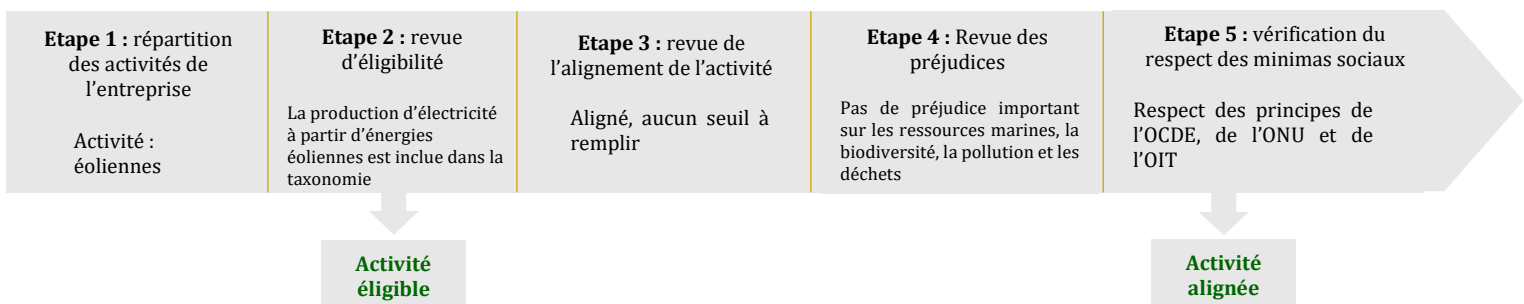 Etape 1 : répartition
des activités de
l'entreprise
Activité :
éoliennes
Etape 2 : revue
d'éligibilité
La production d'électricité
à partir d'énergies
éoliennes est inclue dans la
taxonomie
Etape 3 : revue de
l'alignement de l'activité
Aligné, aucun seuil à
remplir
Etape 4 : Revue des
préjudices
Pas de préjudice important
sur les ressources marines, la
biodiversité, la pollution et les
déchets
Etape 5 : vérification du
respect des minimas sociaux
Respect des principes de
l'OCDE, de l'ONU et de
l'OIT
Activité
éligible
Activité
alignée